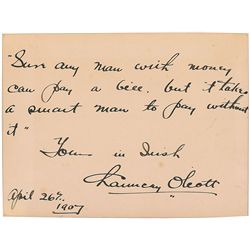 "Sure any man with money
can pay a bill, but it takes
a smart man to pay without
it"
Yours in Irish
Chauncey Olcott
April 26th.
1907